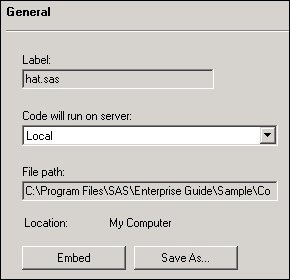 General
Label:
hat.sas
Code will run on server:
Local
File path:
C:\Program Files\SAS\Enterprise Guide\Sample\Co
Location: My Computer
Embed Save As...